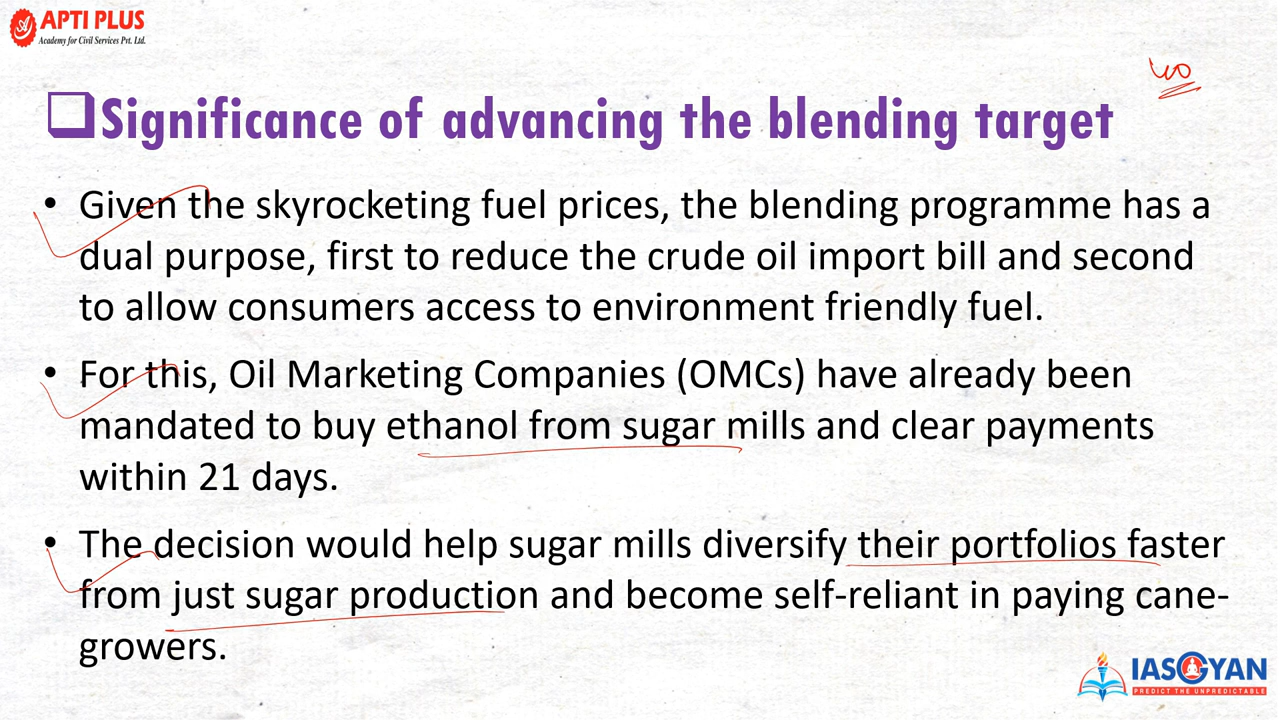 APTI PLUS
Academy for Civil Services Pvt. Ltd.
Significance of advancing the blending target
• Given the skyrocketing fuel prices, the blending programme has a
dual purpose, first to reduce the crude oil import bill and second
to allow consumers access to environment friendly fuel.
• For this, Oil Marketing Companies (OMCs) have already been
mandated to buy ethanol from sugar mills and clear payments
within 21 days.
• The decision would help sugar mills diversify their portfolios faster
from just sugar production and become self-reliant in paying cane-
growers.
IASGYAN
PREDICT THE UNPREDICTABLE